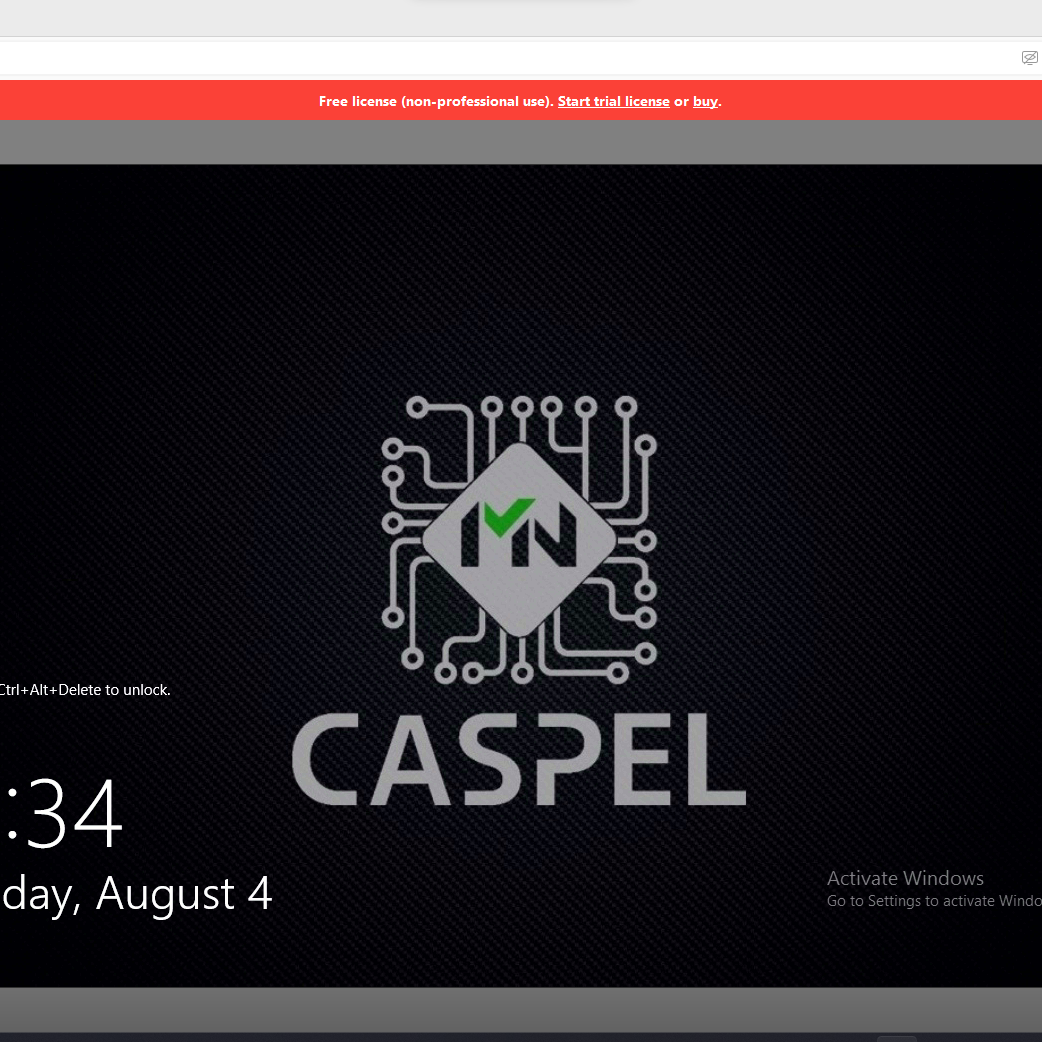 Free license (non-professional use). Start trial license or buy.
MN
CASPEL
Ctrl+Alt+Delete to unlock.
:34
day, August 4
Activate Windows
Go to Settings to activate Windo